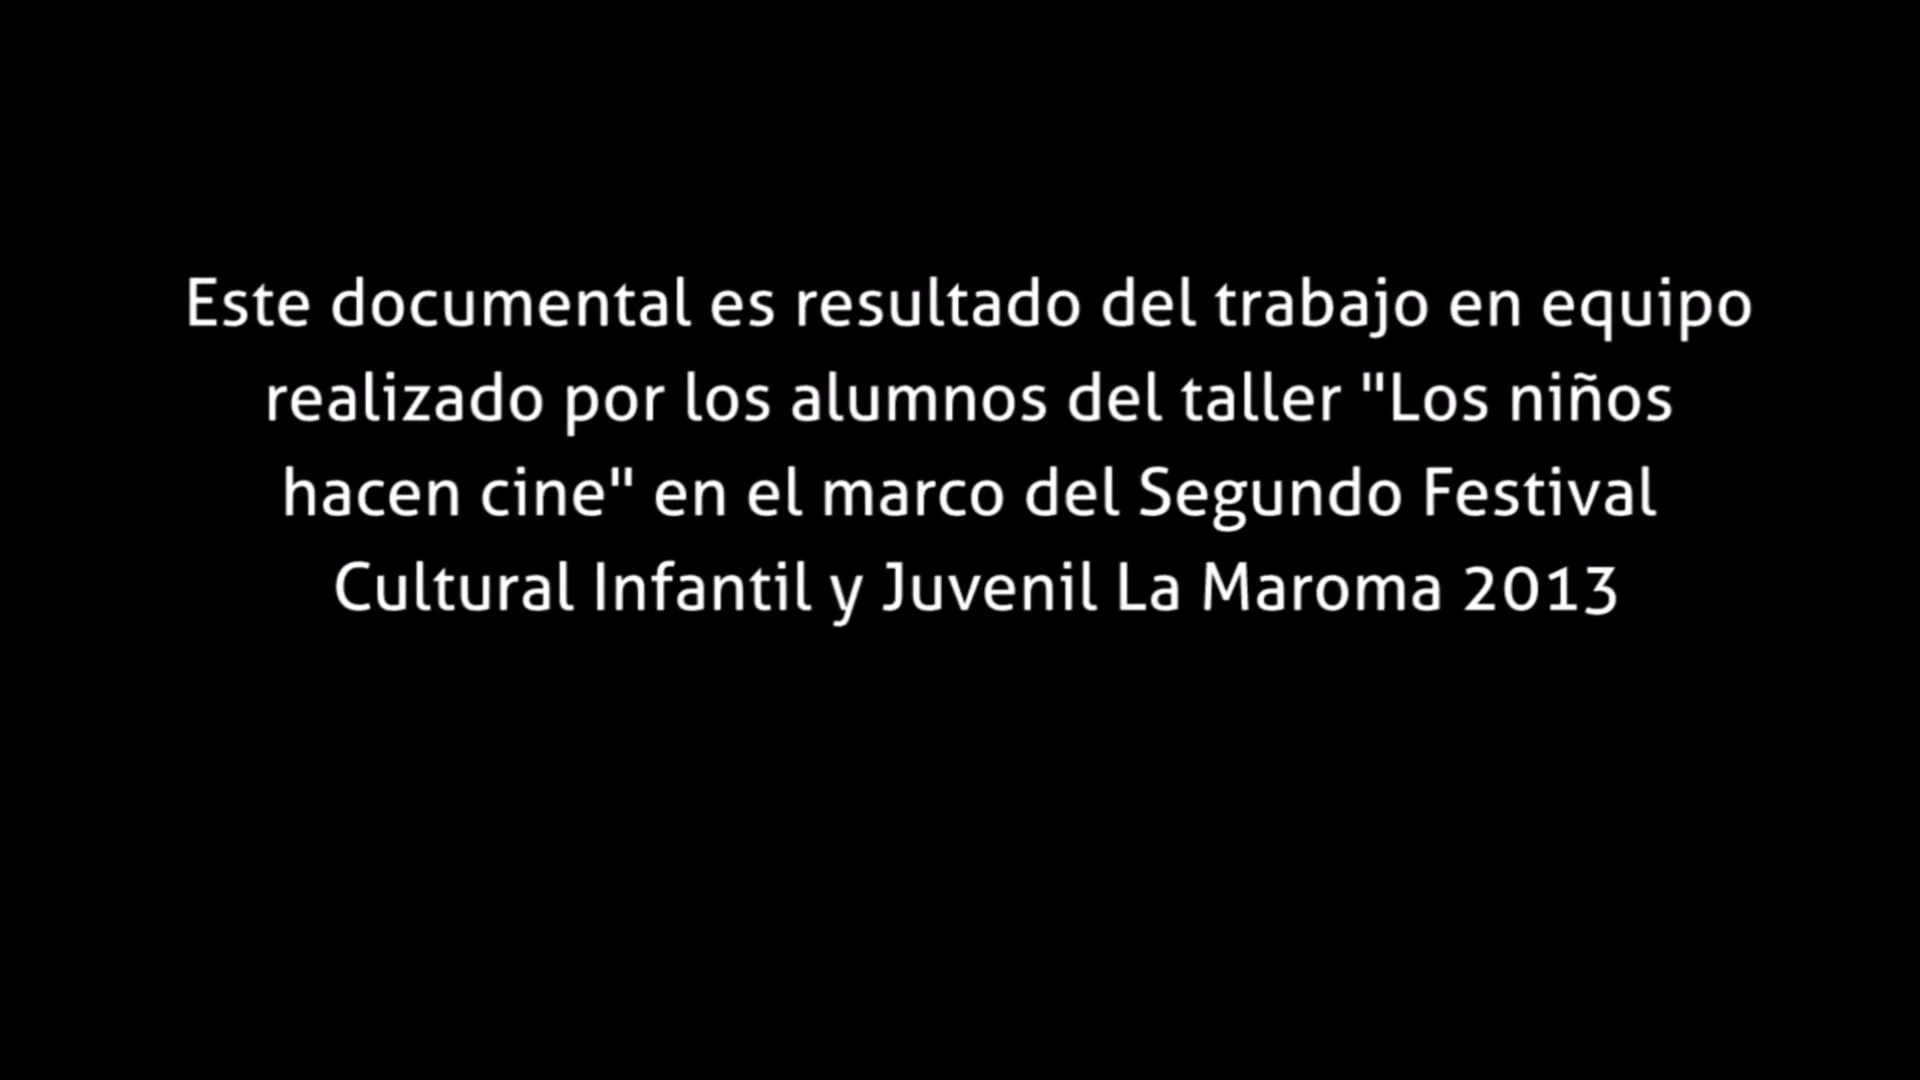 Este documental es resultado del trabajo en equipo
realizado por los alumnos del taller "Los niños
hacen cine" en el marco del Segundo Festival
Cultural Infantil y Juvenil La Maroma 2013